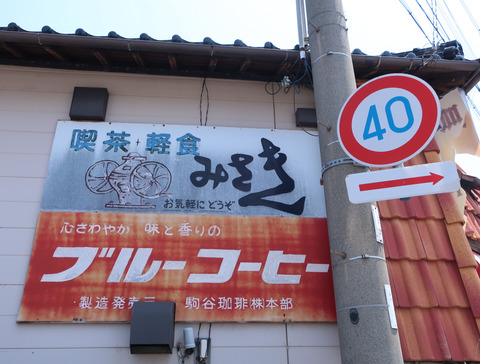 喫茶・軽食
みさき
お気軽にどうぞ
心さわやか 味と香りの
ブルーコーヒー
製造発売元 駒谷珈琲株本部
40